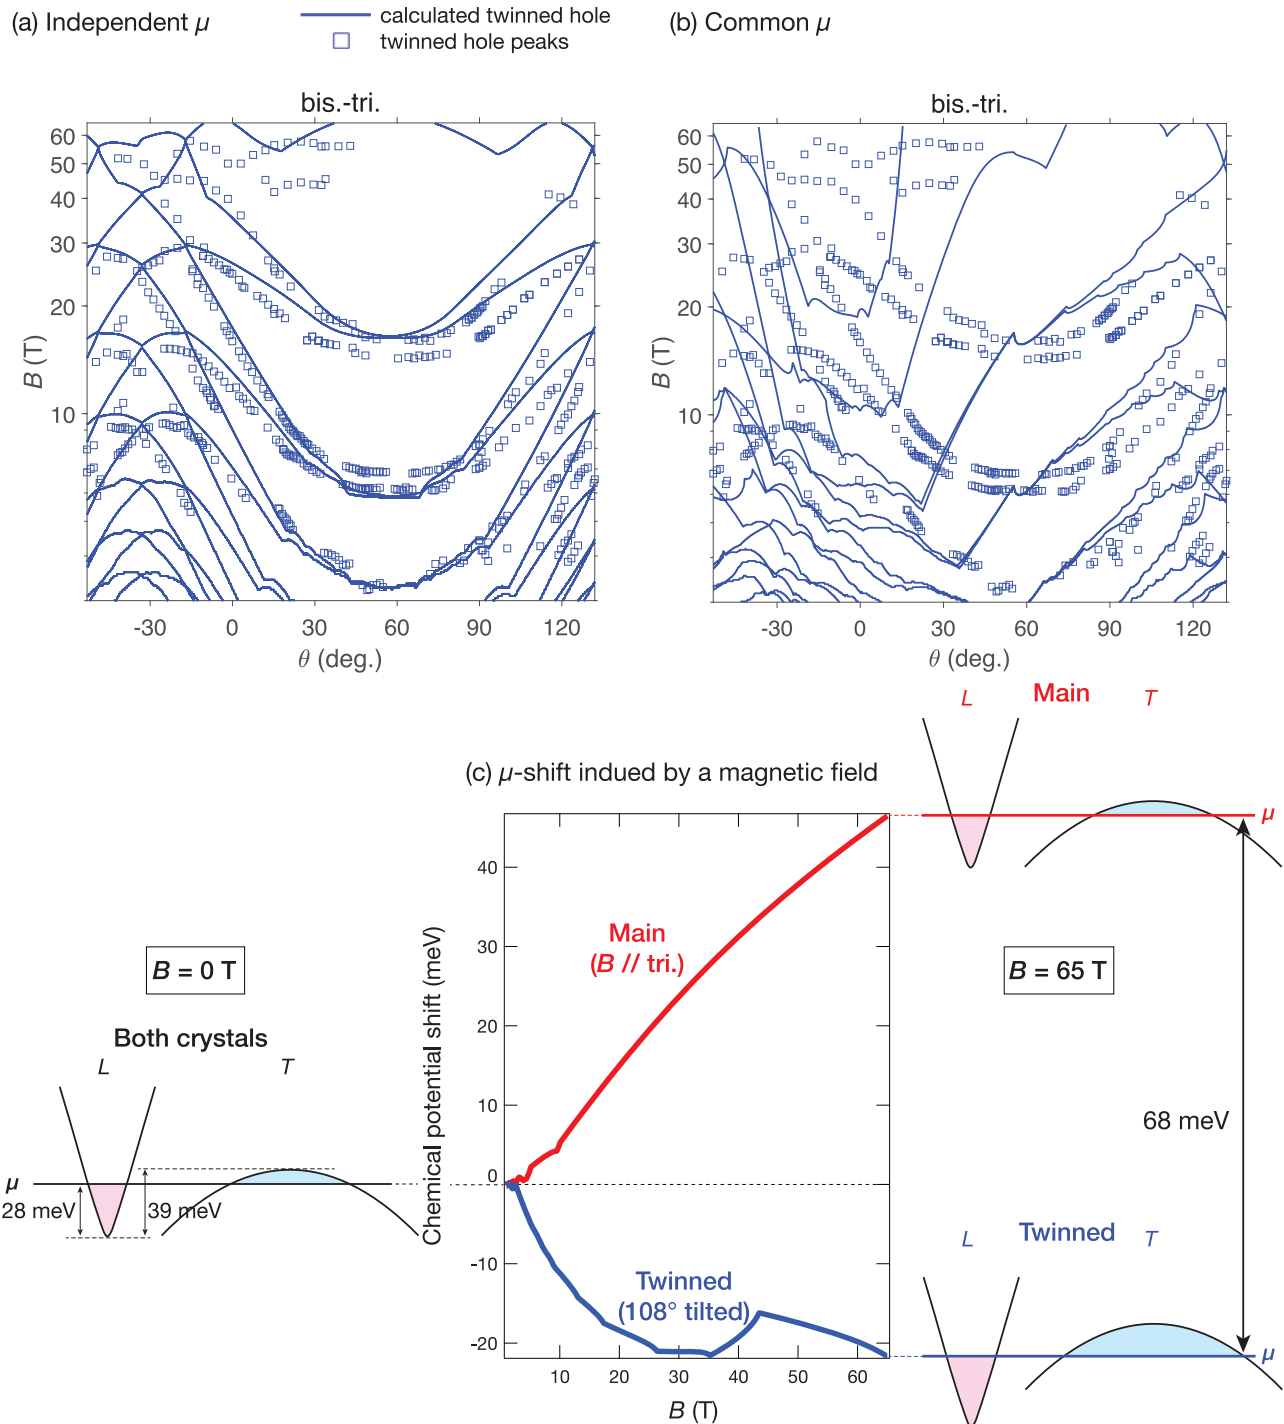 (a) Independent μ
calculated twinned hole
twinned hole peaks
(b) Common μ
bis.-tri.
60
50
40
30
20
10
B (T)
-30 0 30 60 90 120
θ (deg.)
bis.-tri.
60
50
40
30
20
10
B (T)
-30 0 30 60 90 120
θ (deg.)
L Main T
(c) μ-shift indued by a magnetic field
μ
40
30
20
10
0
-10
-20
Chemical potential shift (meV)
Main
(B // tri.)
Twinned
(108° tilted)
10 20 30 40 50 60
B (T)
B = 0 T
Both crystals
L T
μ
28 meV
39 meV
B = 65 T
68 meV
L Twinned T
μ